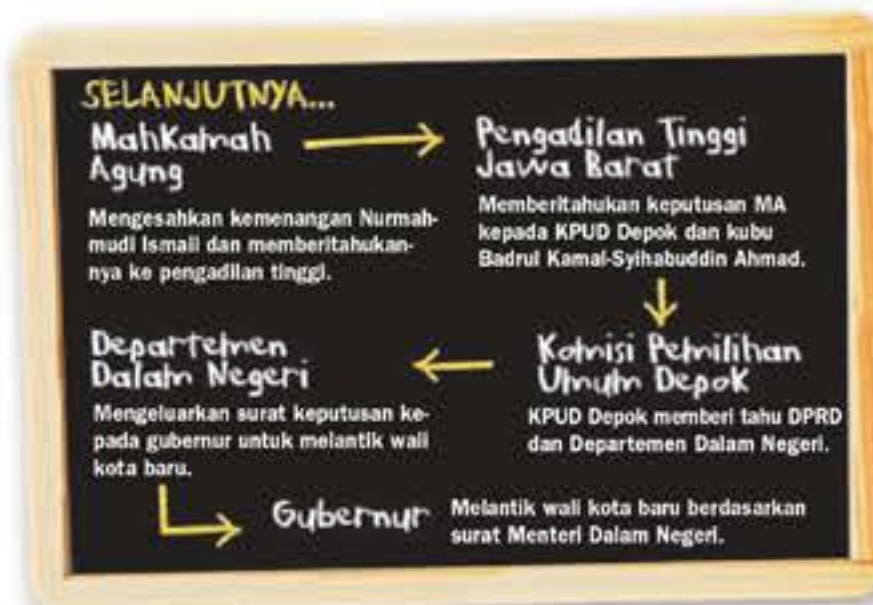 SELANJUTNYA...
Mahkamah
Agung
Mengesahkan kemenangan Nurmah-
mudi Ismail dan memberitahukan-
nya ke pengadilan tinggi.
Pengadilan Tinggi
Jawa Barat
Memberitahukan keputusan MA
kepada KPUD Depok dan kubu
Badrul Kamal-Syihabuddin Ahmad.
Komisi Pemilihan
Umum Depok
KPUD Depok memberi tahu DPRD
dan Departemen Dalam Negeri.
Departemen
Dalam Negeri
Mengeluarkan surat keputusan ke-
pada gubernur untuk melantik wali
kota baru.
Gubernur
Melantik wali kota baru berdasarkan
surat Menteri Dalam Negeri.